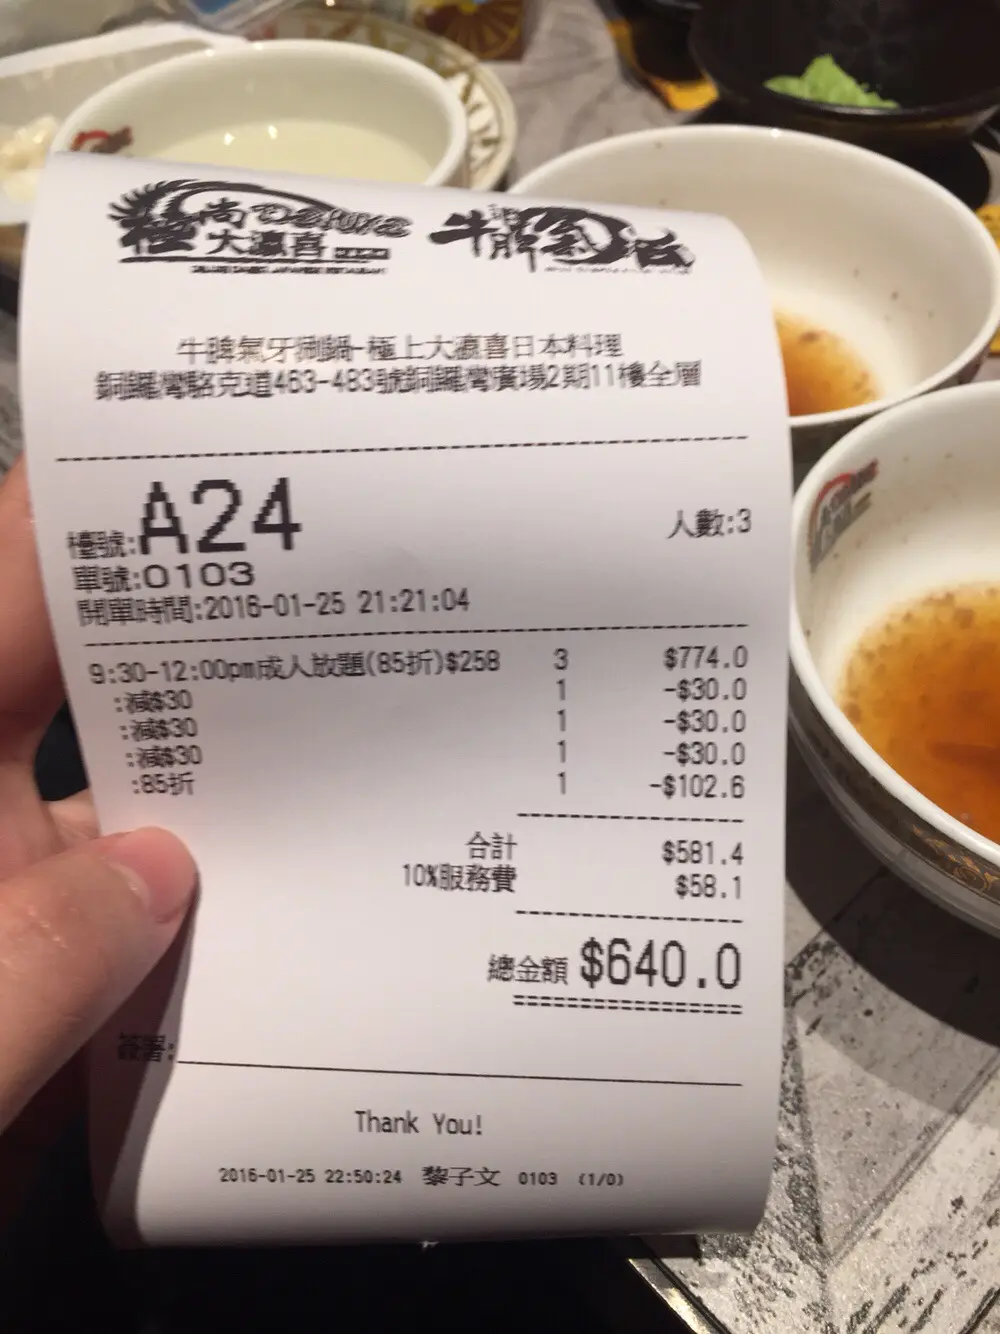 極尚大瀛喜
牛脾氣
牛脾氣牙涮鍋-極上大瀛喜日本料理
銅鑼灣駱克道463-483號銅鑼灣廣場2期11樓全層
檯號:A24 人數:3
單號:0103
開單時間:2016-01-25 21:21:04
9:30-12:00pm成人放題(85折)$258 3 $774.0
:減$30 1 -$30.0
:減$30 1 -$30.0
:減$30 1 -$30.0
:85折 1 -$102.6
合計 $581.4
10%服務費 $58.1
總金額 $640.0
簽署:
Thank You!
2016-01-25 22:50:24 黎子文 0103 (1/0)